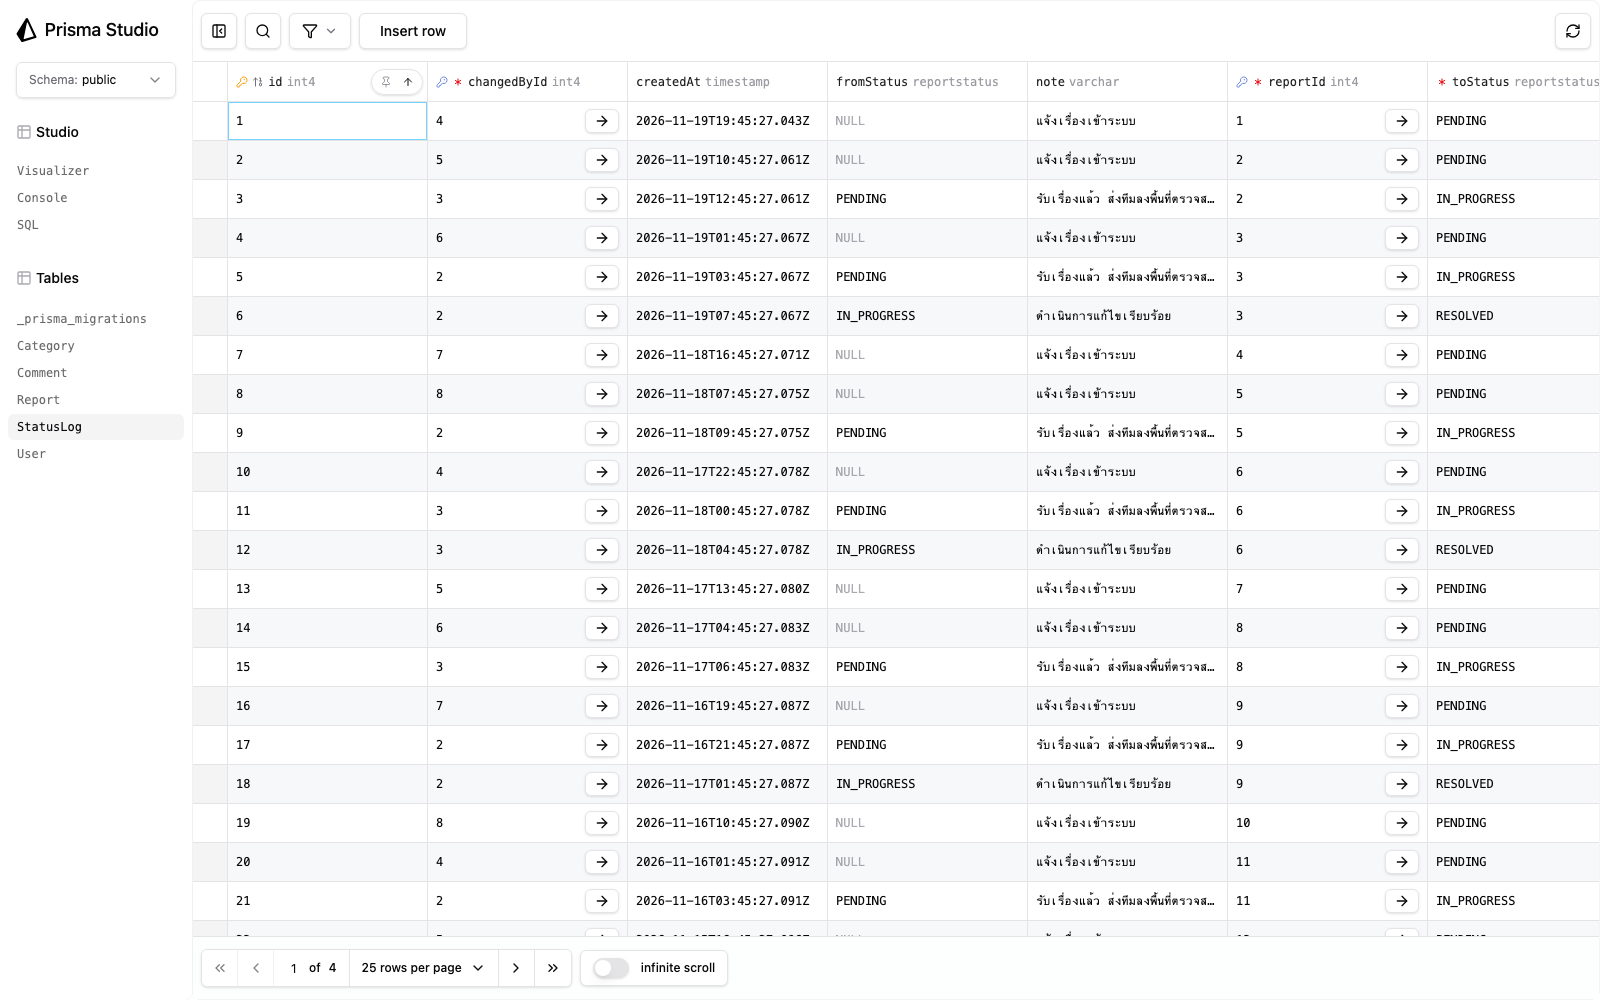 Prisma Studio
Schema: public
Studio
Visualizer
Console
SQL
Tables
_prisma_migrations
Category
Comment
Report
StatusLog
User
Insert row
id int4 * changedById int4 createdAt timestamp fromStatus reportstatus note varchar * reportId int4 * toStatus reportstatus
1 4 2026-11-19T19:45:27.043Z NULL แจ้งเรื่องเข้าระบบ 1 PENDING
2 5 2026-11-19T10:45:27.061Z NULL แจ้งเรื่องเข้าระบบ 2 PENDING
3 3 2026-11-19T12:45:27.061Z PENDING รับเรื่องแล้ว ส่งทีมลงพื้นที่ตรวจส… 2 IN_PROGRESS
4 6 2026-11-19T01:45:27.067Z NULL แจ้งเรื่องเข้าระบบ 3 PENDING
5 2 2026-11-19T03:45:27.067Z PENDING รับเรื่องแล้ว ส่งทีมลงพื้นที่ตรวจส… 3 IN_PROGRESS
6 2 2026-11-19T07:45:27.067Z IN_PROGRESS ดำเนินการแก้ไขเรียบร้อย 3 RESOLVED
7 7 2026-11-18T16:45:27.071Z NULL แจ้งเรื่องเข้าระบบ 4 PENDING
8 8 2026-11-18T07:45:27.075Z NULL แจ้งเรื่องเข้าระบบ 5 PENDING
9 2 2026-11-18T09:45:27.075Z PENDING รับเรื่องแล้ว ส่งทีมลงพื้นที่ตรวจส… 5 IN_PROGRESS
10 4 2026-11-17T22:45:27.078Z NULL แจ้งเรื่องเข้าระบบ 6 PENDING
11 3 2026-11-18T00:45:27.078Z PENDING รับเรื่องแล้ว ส่งทีมลงพื้นที่ตรวจส… 6 IN_PROGRESS
12 3 2026-11-18T04:45:27.078Z IN_PROGRESS ดำเนินการแก้ไขเรียบร้อย 6 RESOLVED
13 5 2026-11-17T13:45:27.080Z NULL แจ้งเรื่องเข้าระบบ 7 PENDING
14 6 2026-11-17T04:45:27.083Z NULL แจ้งเรื่องเข้าระบบ 8 PENDING
15 3 2026-11-17T06:45:27.083Z PENDING รับเรื่องแล้ว ส่งทีมลงพื้นที่ตรวจส… 8 IN_PROGRESS
16 7 2026-11-16T19:45:27.087Z NULL แจ้งเรื่องเข้าระบบ 9 PENDING
17 2 2026-11-16T21:45:27.087Z PENDING รับเรื่องแล้ว ส่งทีมลงพื้นที่ตรวจส… 9 IN_PROGRESS
18 2 2026-11-17T01:45:27.087Z IN_PROGRESS ดำเนินการแก้ไขเรียบร้อย 9 RESOLVED
19 8 2026-11-16T10:45:27.090Z NULL แจ้งเรื่องเข้าระบบ 10 PENDING
20 4 2026-11-16T01:45:27.091Z NULL แจ้งเรื่องเข้าระบบ 11 PENDING
21 2 2026-11-16T03:45:27.091Z PENDING รับเรื่องแล้ว ส่งทีมลงพื้นที่ตรวจส… 11 IN_PROGRESS
1 of 4 25 rows per page infinite scroll